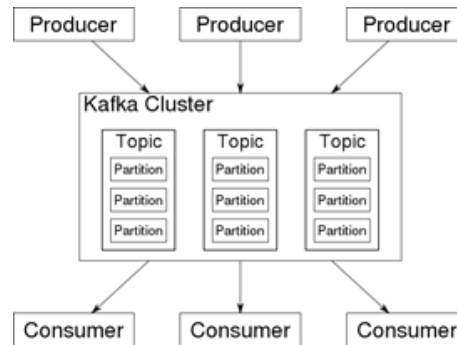 Producer Producer Producer
Kafka Cluster
Topic Topic Topic
Partition Partition Partition
Partition Partition Partition
Partition Partition Partition
Consumer Consumer Consumer